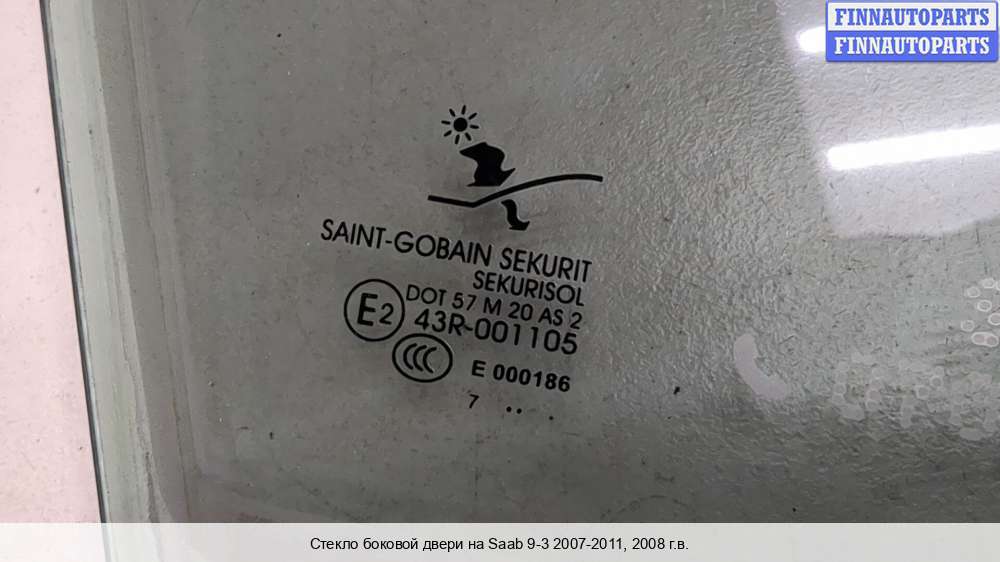 FINNAUTOPARTS
FINNAUTOPARTS
SAINT-GOBAIN SEKURIT
SEKURISOL
DOT 57 M 20 AS 2
E2 43R-001105
CCC E 000186
7 .. .
Стекло боковой двери на Saab 9-3 2007-2011, 2008 г.в.